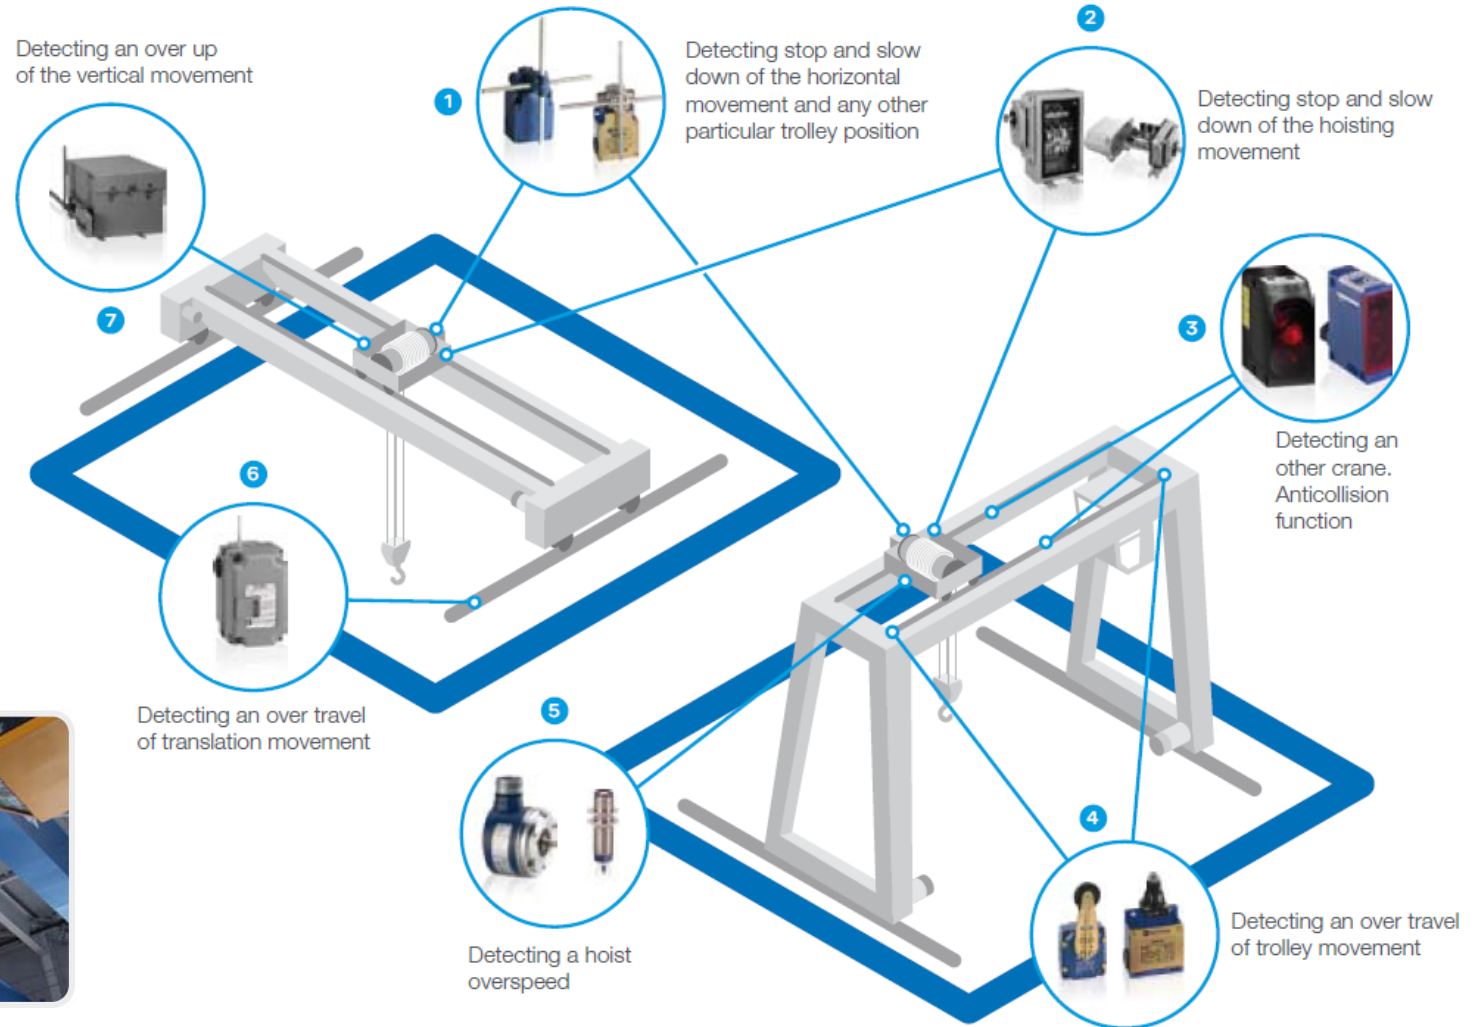 Detecting an over up
of the vertical movement
7
1
Detecting stop and slow
down of the horizontal
movement and any other
particular trolley position
2
Detecting stop and slow
down of the hoisting
movement
3
Detecting an
other crane.
Anticollision
function
6
Detecting an over travel
of translation movement
5
Detecting a hoist
overspeed
4
Detecting an over travel
of trolley movement